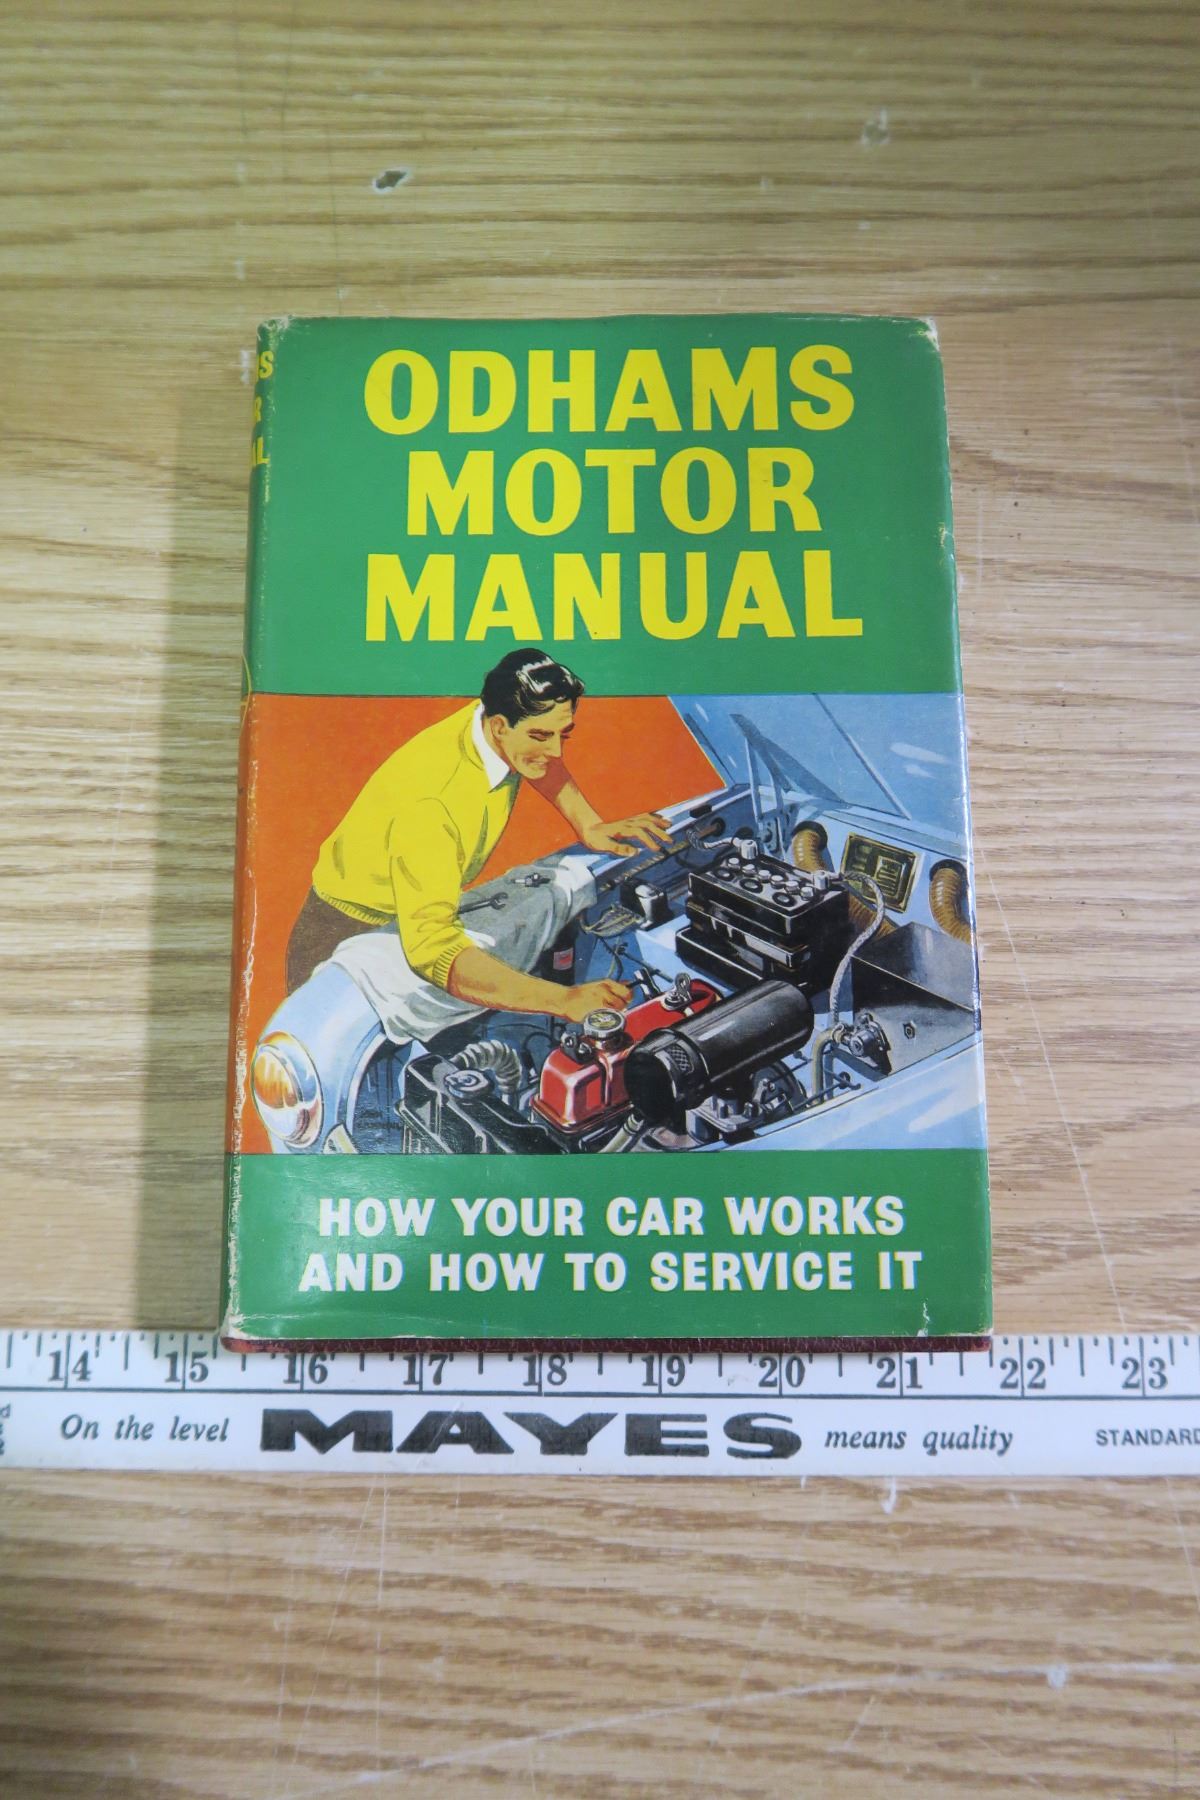 ODHAMS
MOTOR
MANUAL
HOW YOUR CAR WORKS
AND HOW TO SERVICE IT
14 15 16 17 18 19 20 21 22 23
On the level MAYES means quality STANDARD